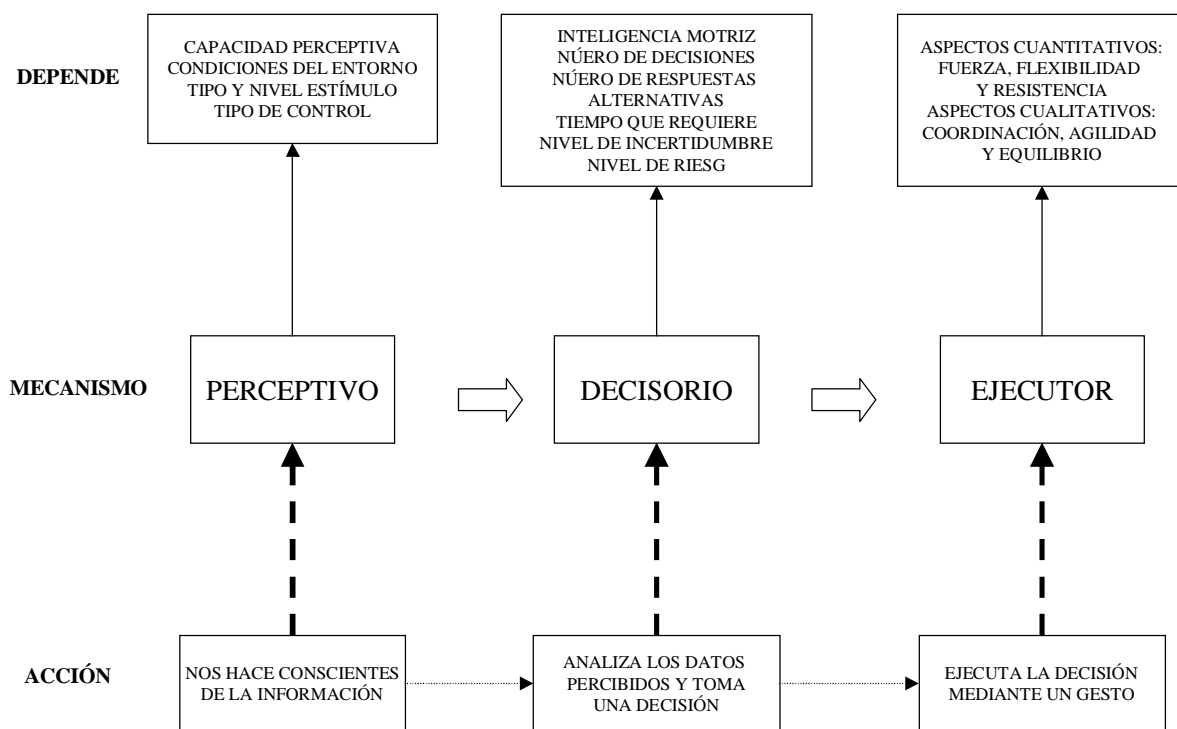 DEPENDE
CAPACIDAD PERCEPTIVA
CONDICIONES DEL ENTORNO
TIPO Y NIVEL ESTÍMULO
TIPO DE CONTROL
INTELIGENCIA MOTRIZ
NÚERO DE DECISIONES
NÚERO DE RESPUESTAS
ALTERNATIVAS
TIEMPO QUE REQUIERE
NIVEL DE INCERTIDUMBRE
NIVEL DE RIESG
ASPECTOS CUANTITATIVOS:
FUERZA, FLEXIBILIDAD
Y RESISTENCIA
ASPECTOS CUALITATIVOS:
COORDINACIÓN, AGILIDAD
Y EQUILIBRIO
MECANISMO
PERCEPTIVO
DECISORIO
EJECUTOR
ACCIÓN
NOS HACE CONSCIENTES
DE LA INFORMACIÓN
ANALIZA LOS DATOS
PERCIBIDOS Y TOMA
UNA DECISIÓN
EJECUTA LA DECISIÓN
MEDIANTE UN GESTO